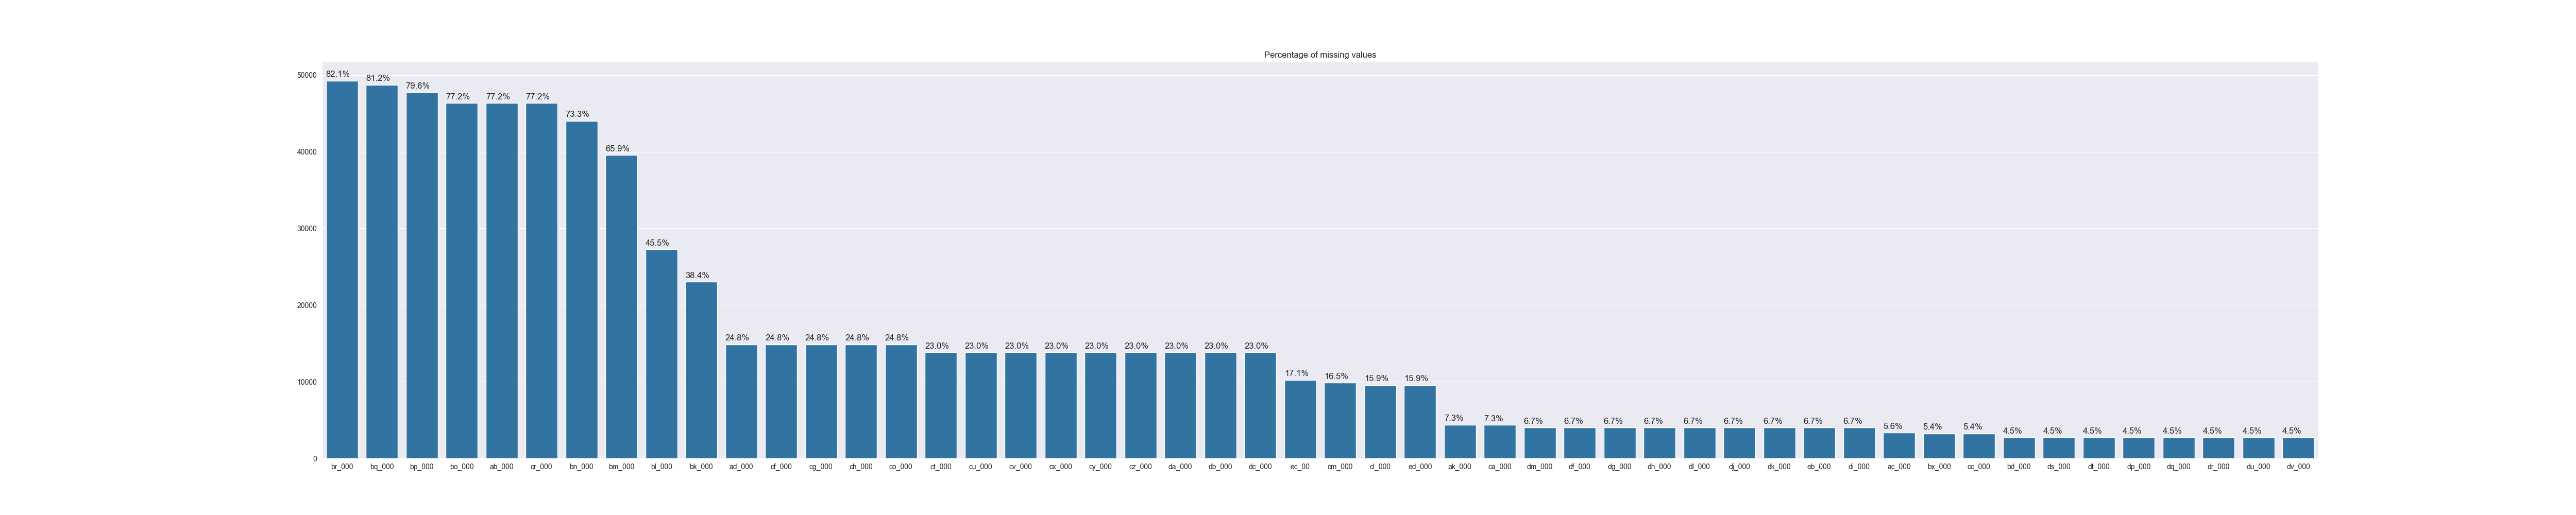 Percentage of missing values
50000
40000
30000
20000
10000
0
82.1% 81.2% 79.6% 77.2% 77.2% 77.2% 73.3% 65.9% 45.5% 38.4% 24.8% 24.8% 24.8% 24.8% 24.8% 23.0% 23.0% 23.0% 23.0% 23.0% 23.0% 23.0% 23.0% 23.0% 17.1% 16.5% 15.9% 15.9% 7.3% 7.3% 6.7% 6.7% 6.7% 6.7% 6.7% 6.7% 6.7% 6.7% 6.7% 5.6% 5.4% 5.4% 4.5% 4.5% 4.5% 4.5% 4.5% 4.5% 4.5% 4.5%
br_000 bq_000 bp_000 bo_000 ab_000 cr_000 bn_000 bm_000 bl_000 bk_000 ad_000 cf_000 cg_000 ch_000 co_000 ct_000 cu_000 cv_000 cx_000 cy_000 cz_000 da_000 db_000 dc_000 ec_00 cm_000 cl_000 ed_000 ak_000 ca_000 dm_000 df_000 dg_000 dh_000 dl_000 dj_000 dk_000 eb_000 di_000 ac_000 bx_000 cc_000 bd_000 ds_000 dt_000 dp_000 dq_000 dr_000 du_000 dv_000